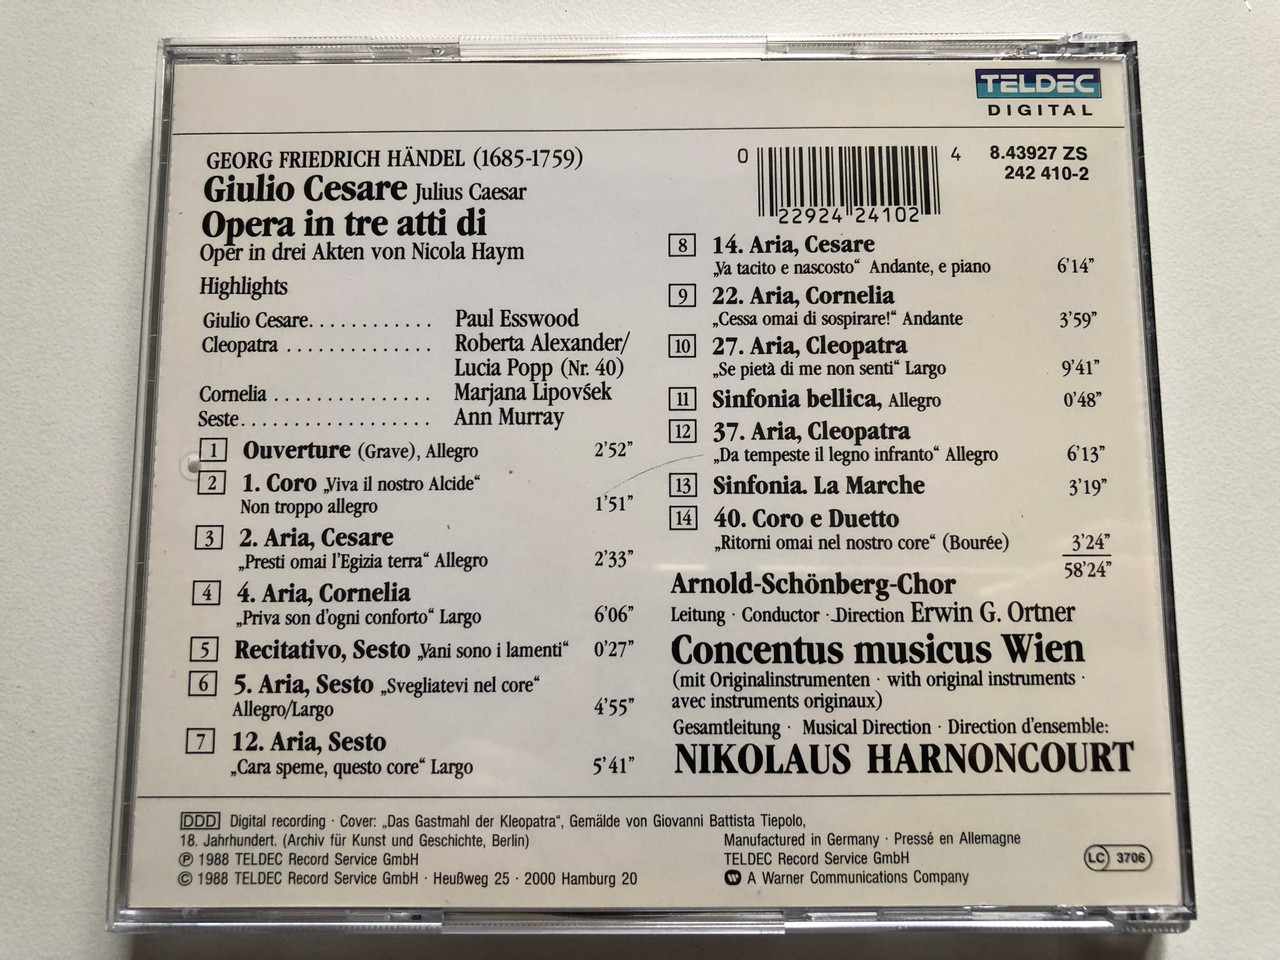 TELDEC
DIGITAL
GEORG FRIEDRICH HÄNDEL (1685-1759)
Giulio Cesare Julius Caesar
Opera in tre atti di
Oper in drei Akten von Nicola Haym
Highlights
Giulio Cesare............ Paul Esswood
Cleopatra .............. Roberta Alexander/
Lucia Popp (Nr. 40)
Cornelia ............... Marjana Lipovšek
Seste.................. Ann Murray
1 Ouverture (Grave), Allegro 2'52"
2 1. Coro „Viva il nostro Alcide“
Non troppo allegro 1'51"
3 2. Aria, Cesare
„Presti omai l'Egizia terra“ Allegro 2'33"
4 4. Aria, Cornelia
„Priva son d'ogni conforto“ Largo 6'06"
5 Recitativo, Sesto „Vani sono i lamenti“ 0'27"
6 5. Aria, Sesto „Svegliatevi nel core“
Allegro/Largo 4'55"
7 12. Aria, Sesto
„Cara speme, questo core“ Largo 5'41"
0 22924 24102 4
8.43927 ZS
242 410-2
8 14. Aria, Cesare
„Va tacito e nascosto“ Andante, e piano 6'14"
9 22. Aria, Cornelia
„Cessa omai di sospirare!“ Andante 3'59"
10 27. Aria, Cleopatra
„Se pietà di me non senti“ Largo 9'41"
11 Sinfonia bellica, Allegro 0'48"
12 37. Aria, Cleopatra
„Da tempeste il legno infranto“ Allegro 6'13"
13 Sinfonia. La Marche 3'19"
14 40. Coro e Duetto
„Ritorni omai nel nostro core“ (Bourée) 3'24"
58'24"
Arnold-Schönberg-Chor
Leitung · Conductor · Direction Erwin G. Ortner
Concentus musicus Wien
(mit Originalinstrumenten · with original instruments ·
avec instruments originaux)
Gesamtleitung · Musical Direction · Direction d'ensemble:
NIKOLAUS HARNONCOURT
DDD Digital recording · Cover: „Das Gastmahl der Kleopatra“, Gemälde von Giovanni Battista Tiepolo,
18. Jahrhundert. (Archiv für Kunst und Geschichte, Berlin)
℗ 1988 TELDEC Record Service GmbH
© 1988 TELDEC Record Service GmbH · Heußweg 25 · 2000 Hamburg 20
Manufactured in Germany · Pressé en Allemagne
TELDEC Record Service GmbH
A Warner Communications Company
LC 3706